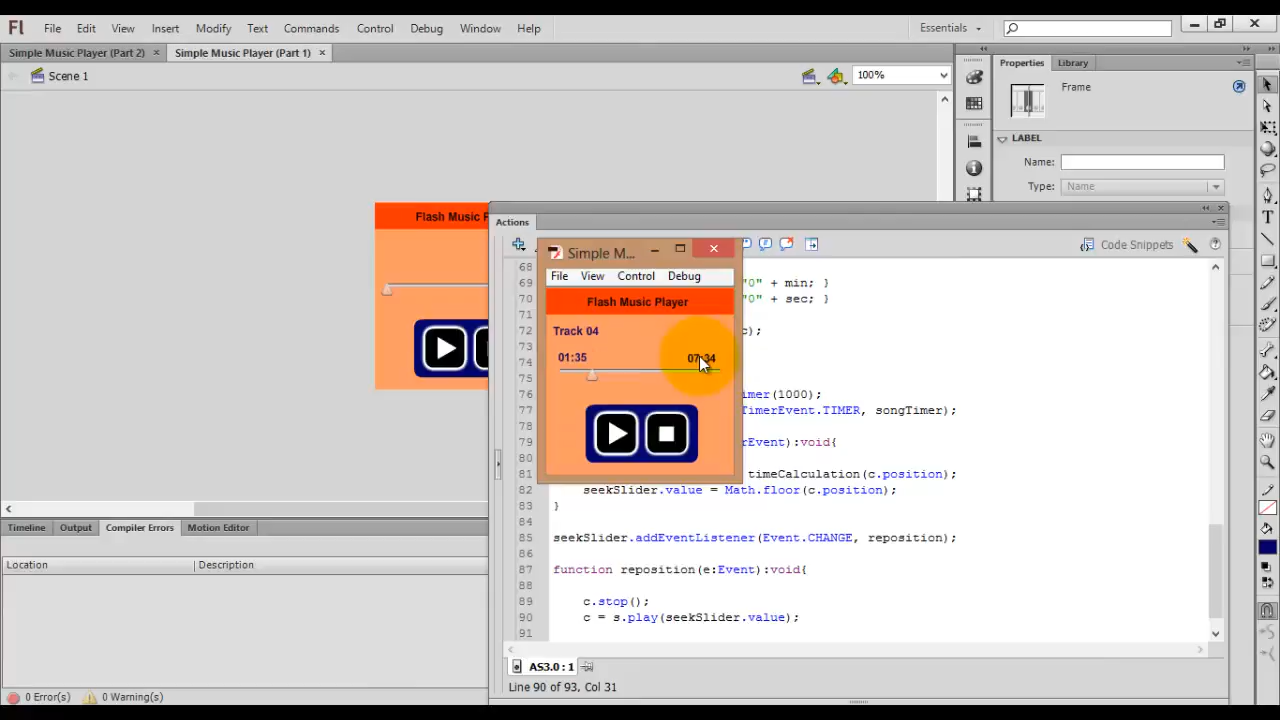 Fl File Edit View Insert Modify Text Commands Control Debug Window Help Essentials
Simple Music Player (Part 2) × Simple Music Player (Part 1) ×
Scene 1 100%
Properties Library
Frame
LABEL
Name:
Type: Name
Flash Music P
Actions
Code Snippets
Simple M...
File View Control Debug
Flash Music Player
Track 04
01:35 07:34
68
69 "0" + min; }
70 "0" + sec; }
71
72 c);
73
74
75
76 imer(1000);
77 TimerEvent.TIMER, songTimer);
78
79 rEvent):void{
80
81 timeCalculation(c.position);
82 seekSlider.value = Math.floor(c.position);
83 }
84
85 seekSlider.addEventListener(Event.CHANGE, reposition);
86
87 function reposition(e:Event):void{
88
89 c.stop();
90 c = s.play(seekSlider.value);
91
AS3.0 : 1
Line 90 of 93, Col 31
Timeline Output Compiler Errors Motion Editor
Location Description
0 Error(s) 0 Warning(s)